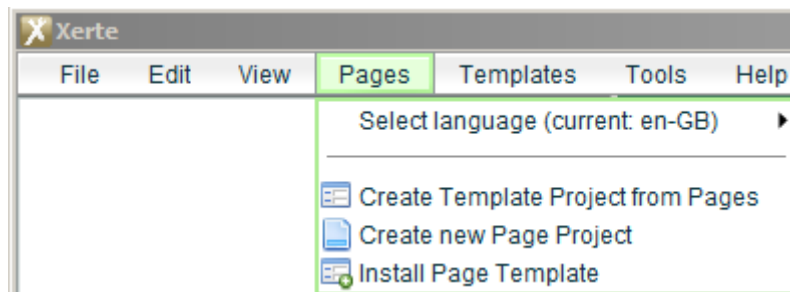 Xerte
File Edit View Pages Templates Tools Help
Select language (current: en-GB)
Create Template Project from Pages
Create new Page Project
Install Page Template